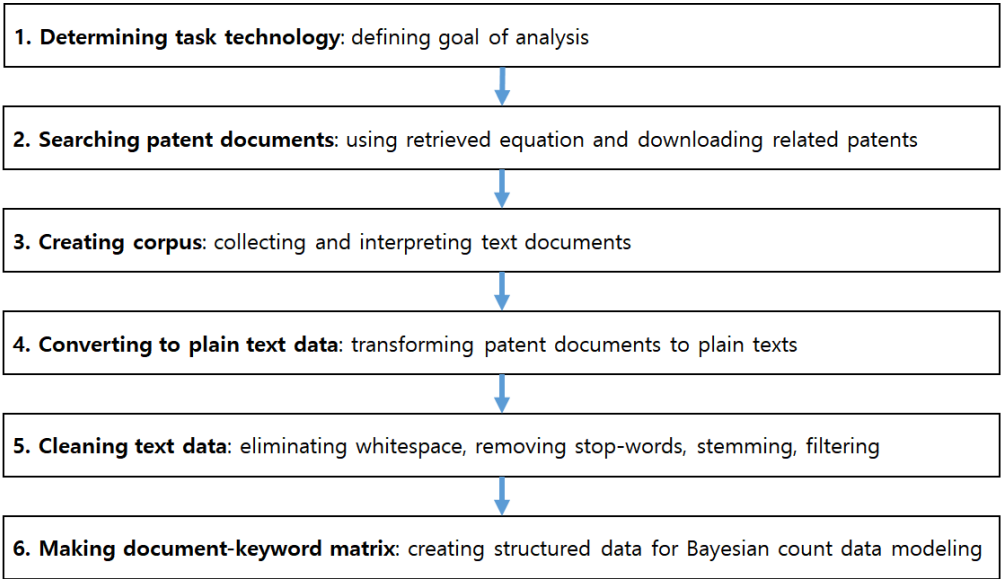 1. Determining task technology: defining goal of analysis
2. Searching patent documents: using retrieved equation and downloading related patents
3. Creating corpus: collecting and interpreting text documents
4. Converting to plain text data: transforming patent documents to plain texts
5. Cleaning text data: eliminating whitespace, removing stop-words, stemming, filtering
6. Making document-keyword matrix: creating structured data for Bayesian count data modeling